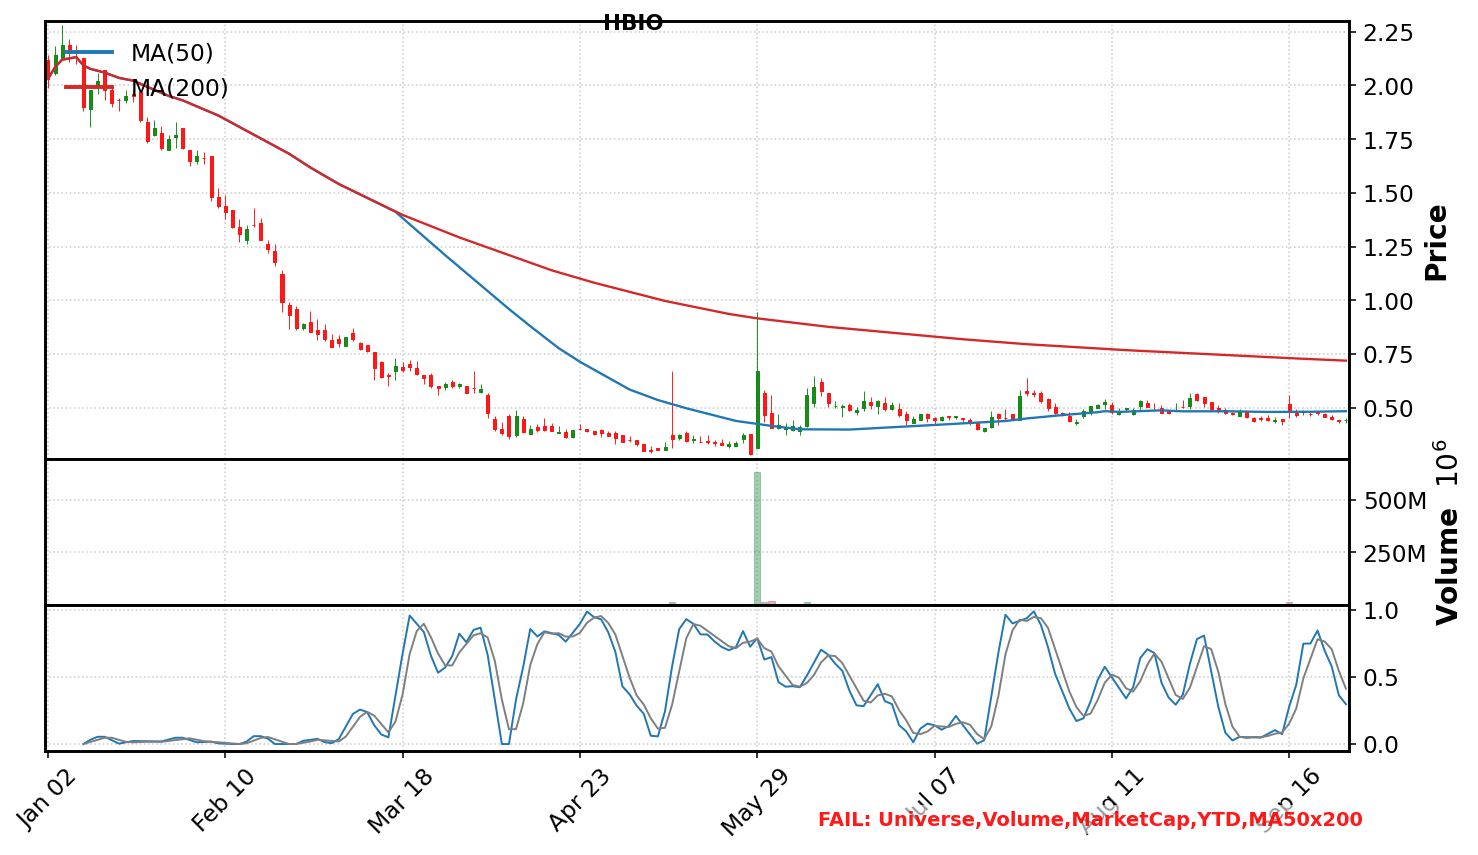 HBIO
MA(50)
MA(200)
2.25
2.00
1.75
1.50
1.25
1.00
0.75
0.50
Price
500M
250M
Volume 10^6
1.0
0.5
0.0
Jan 02
Feb 10
Mar 18
Apr 23
May 29
Jul 07
Aug 11
Sep 16
FAIL: Universe,Volume,MarketCap,YTD,MA50x200